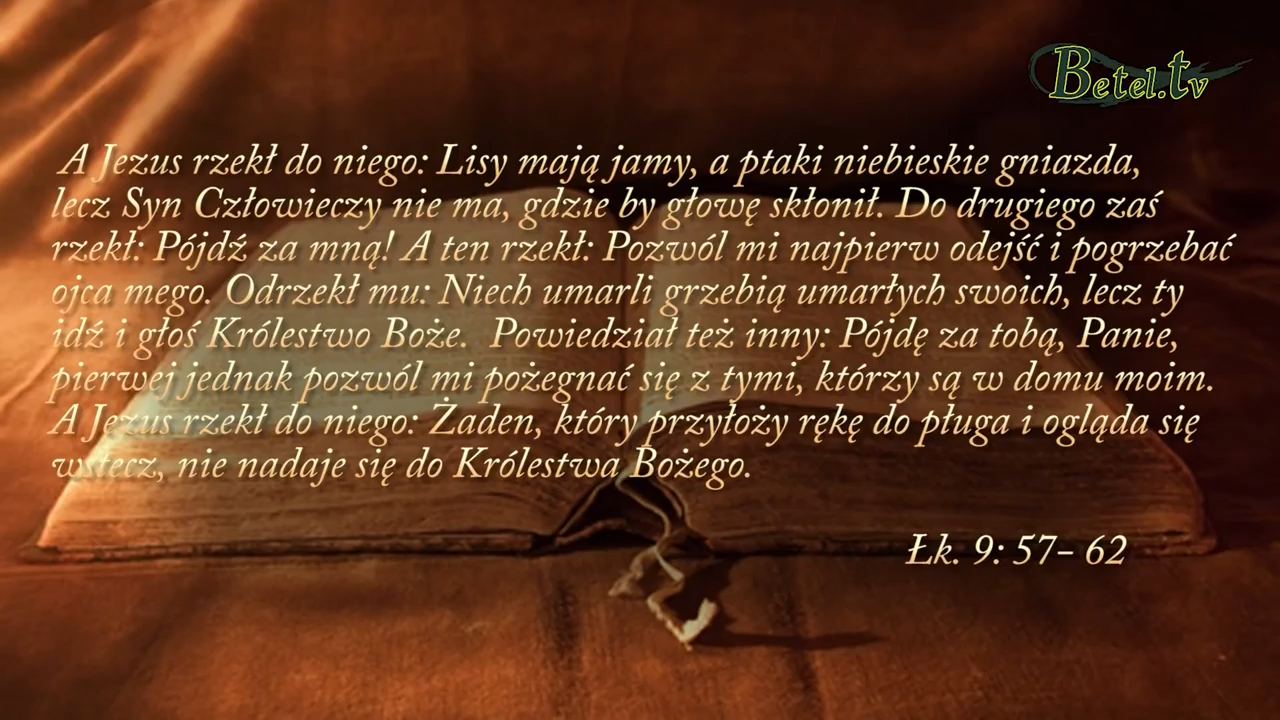 Betel.tv
A Jezus rzekł do niego: Lisy mają jamy, a ptaki niebieskie gniazda,
lecz Syn Człowieczy nie ma, gdzie by głowę skłonił. Do drugiego zaś
rzekł: Pójdź za mną! A ten rzekł: Pozwól mi najpierw odejść i pogrzebać
ojca mego. Odrzekł mu: Niech umarli grzebią umarłych swoich, lecz ty
idź i głoś Królestwo Boże. Powiedział też inny: Pójdę za tobą, Panie,
pierwej jednak pozwól mi pożegnać się z tymi, którzy są w domu moim.
A Jezus rzekł do niego: Żaden, który przyłoży rękę do pługa i ogląda się
wstecz, nie nadaje się do Królestwa Bożego.
Łk. 9: 57– 62